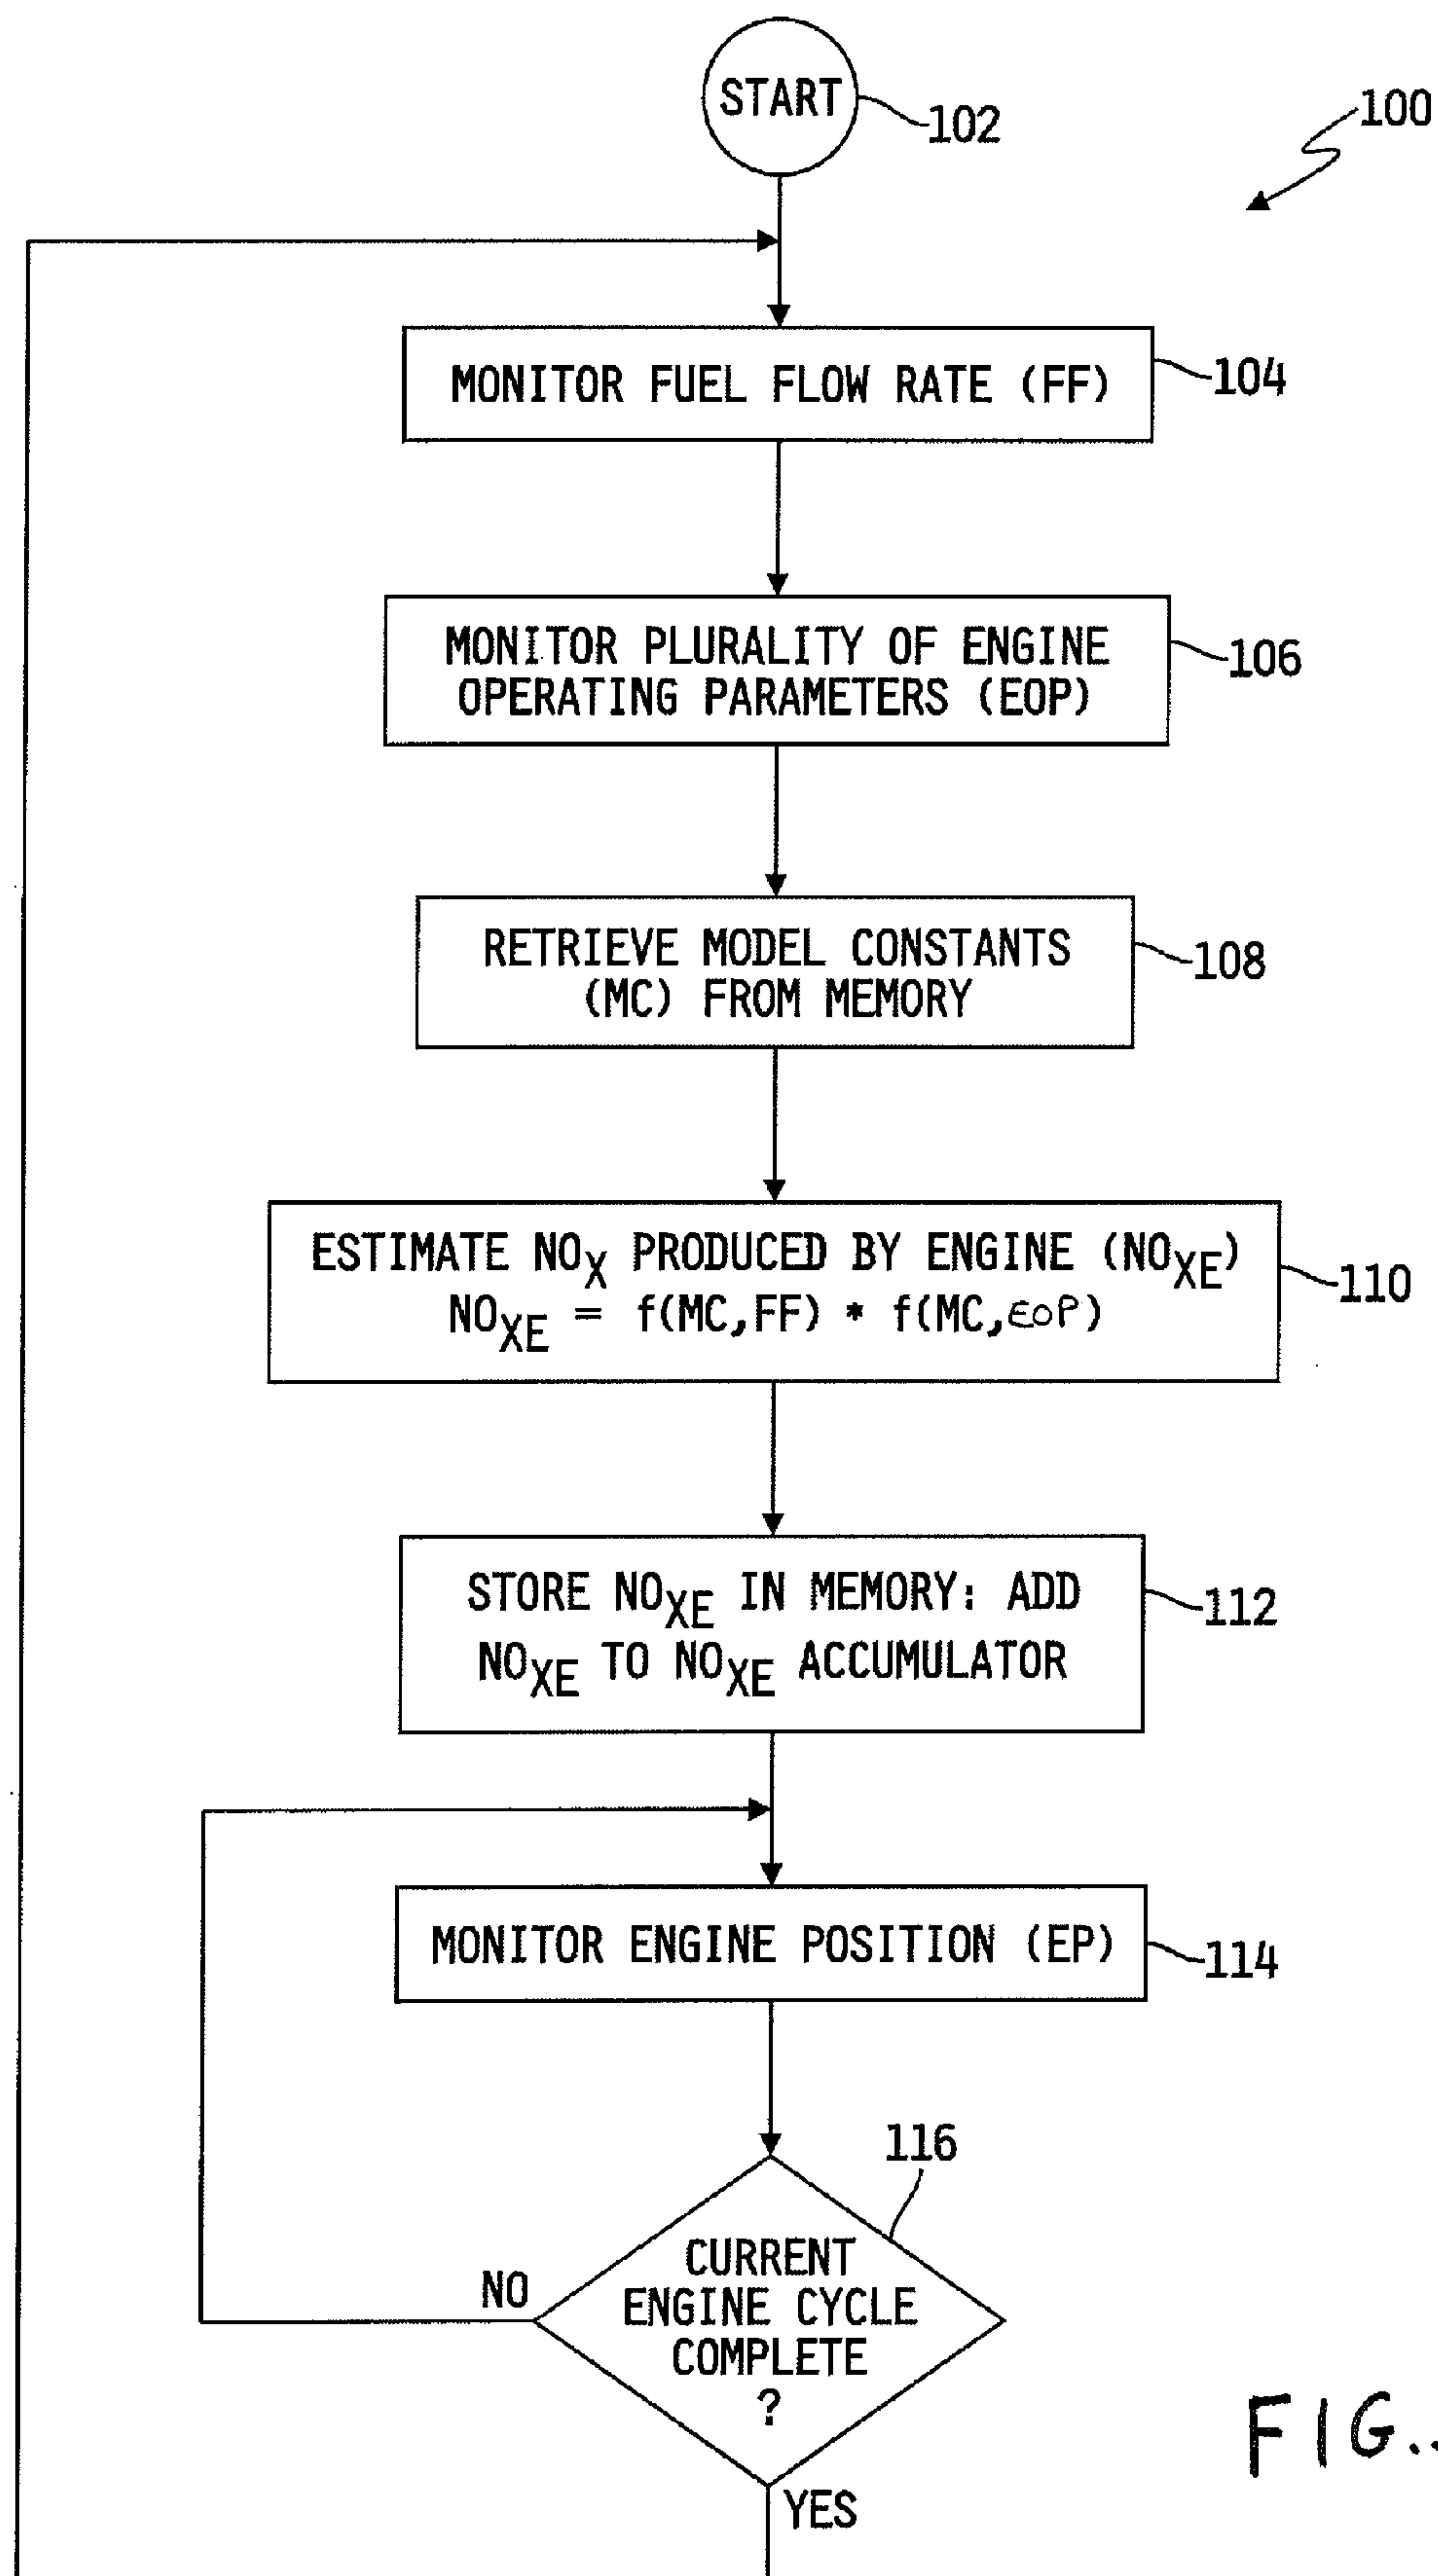 START
102
100
MONITOR FUEL FLOW RATE (FF)
104
MONITOR PLURALITY OF ENGINE
OPERATING PARAMETERS (EOP)
106
RETRIEVE MODEL CONSTANTS
(MC) FROM MEMORY
108
ESTIMATE NOX PRODUCED BY ENGINE (NOXE)
NOXE = f(MC,FF) * f(MC,EOP)
110
STORE NOXE IN MEMORY: ADD
NOXE TO NOXE ACCUMULATOR
112
MONITOR ENGINE POSITION (EP)
114
116
CURRENT
ENGINE CYCLE
COMPLETE
?
NO
YES
FIG..